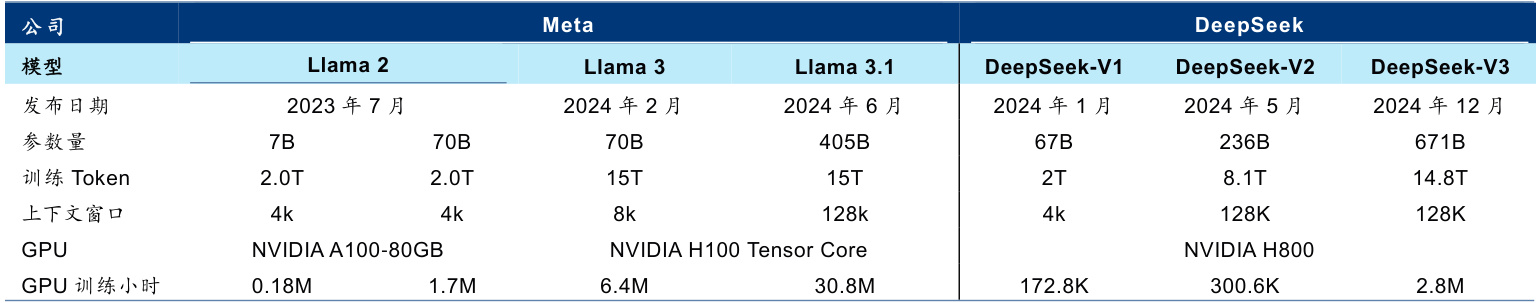 公司 Meta DeepSeek
模型 Llama 2 Llama 3 Llama 3.1 DeepSeek-V1 DeepSeek-V2 DeepSeek-V3
发布日期 2023 年 7 月 2024 年 2 月 2024 年 6 月 2024 年 1 月 2024 年 5 月 2024 年 12 月
参数量 7B 70B 70B 405B 67B 236B 671B
训练 Token 2.0T 2.0T 15T 15T 2T 8.1T 14.8T
上下文窗口 4k 4k 8k 128k 4k 128K 128K
GPU NVIDIA A100-80GB NVIDIA H100 Tensor Core NVIDIA H800
GPU 训练小时 0.18M 1.7M 6.4M 30.8M 172.8K 300.6K 2.8M